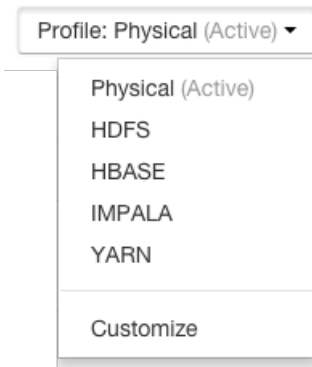 Profile: Physical (Active)
Physical (Active)
HDFS
HBASE
IMPALA
YARN
Customize